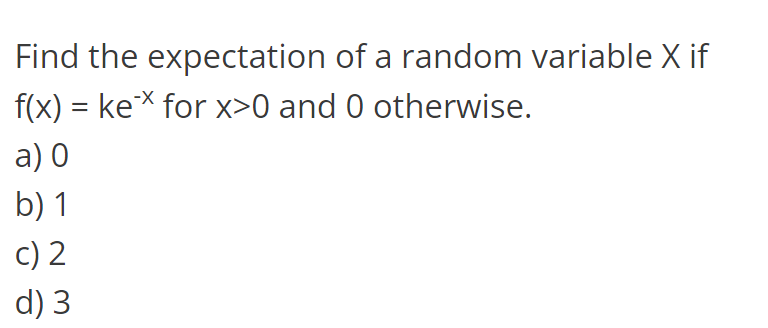 Find the expectation of a random variable X if
f(x) = ke⁻ˣ for x>0 and 0 otherwise.
a) 0
b) 1
c) 2
d) 3